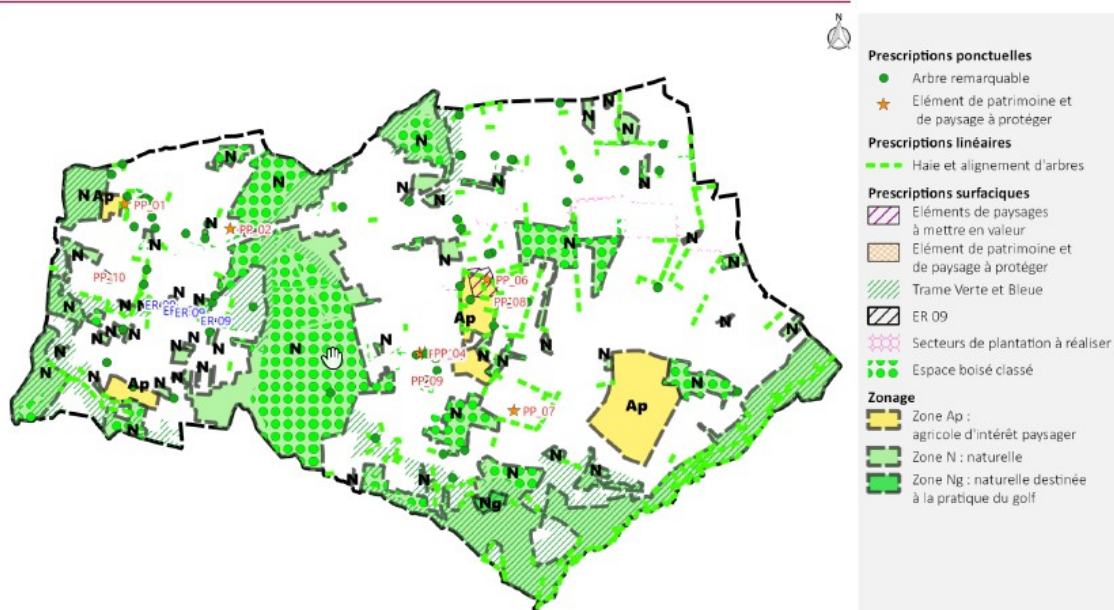 N
Prescriptions ponctuelles
Arbre remarquable
Elément de patrimoine et
de paysage à protéger
Prescriptions linéaires
Haie et alignement d'arbres
Prescriptions surfaciques
Eléments de paysages
à mettre en valeur
Elément de patrimoine et
de paysage à protéger
Trame Verte et Bleue
ER 09
Secteurs de plantation à réaliser
Espace boisé classé
Zonage
Zone Ap :
agricole d'intérêt paysager
Zone N : naturelle
Zone Ng : naturelle destinée
à la pratique du golf
N
N
N
N
N
N
Ap
PP_01
N
N
N
N
N
PP_02
N
N
N
N
N
PP_10
N
N
N
N
N
ER 09
ER 09
N
PP_06
PP_08
Ap
N
N
N
N
N
N
N
N
N
N
N
PP_04
N
N
N
N
N
N
N
Ap
N
N
PP_09
N
Ap
PP_07
N
N
N
N
N
N
N
Ng